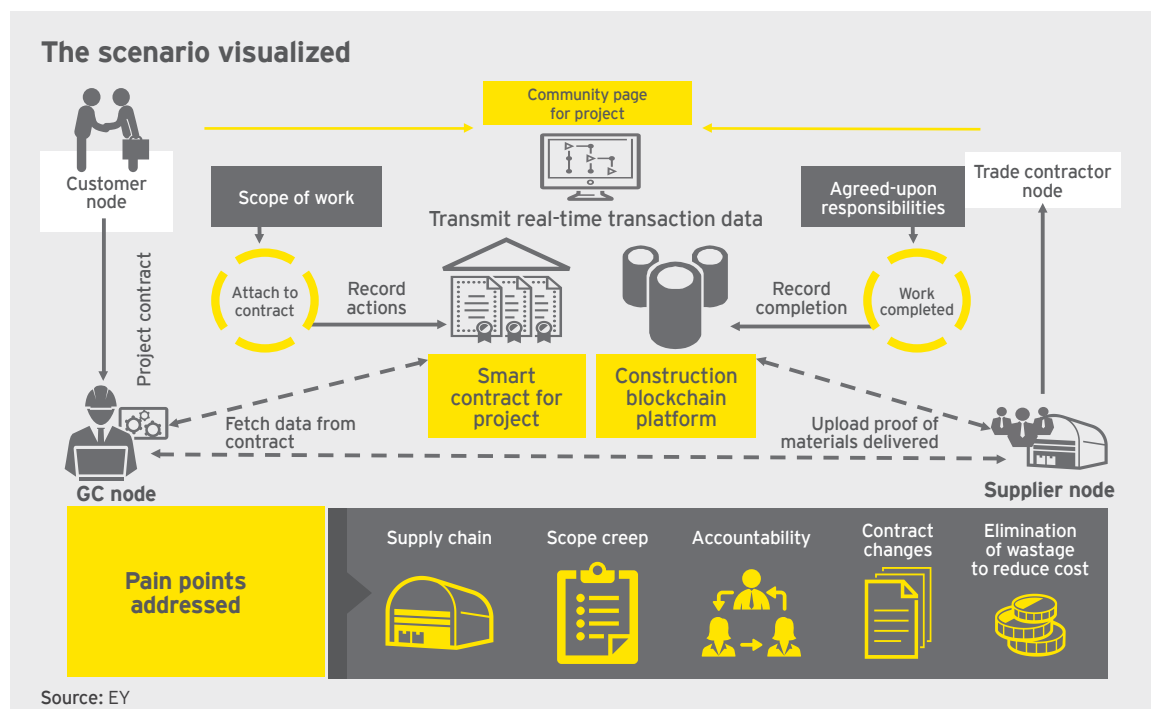 The scenario visualized
Community page
for project
Customer
node
Scope of work
Agreed-upon
responsibilities
Trade contractor
node
Transmit real-time transaction data
Project contract
Attach to
contract
Record
actions
Record
completion
Work
completed
Smart
contract for
project
Construction
blockchain
platform
Fetch data from
contract
Upload proof of
materials delivered
GC node
Supplier node
Pain points
addressed
Supply chain
Scope creep
Accountability
Contract
changes
Elimination
of wastage
to reduce cost
Source: EY